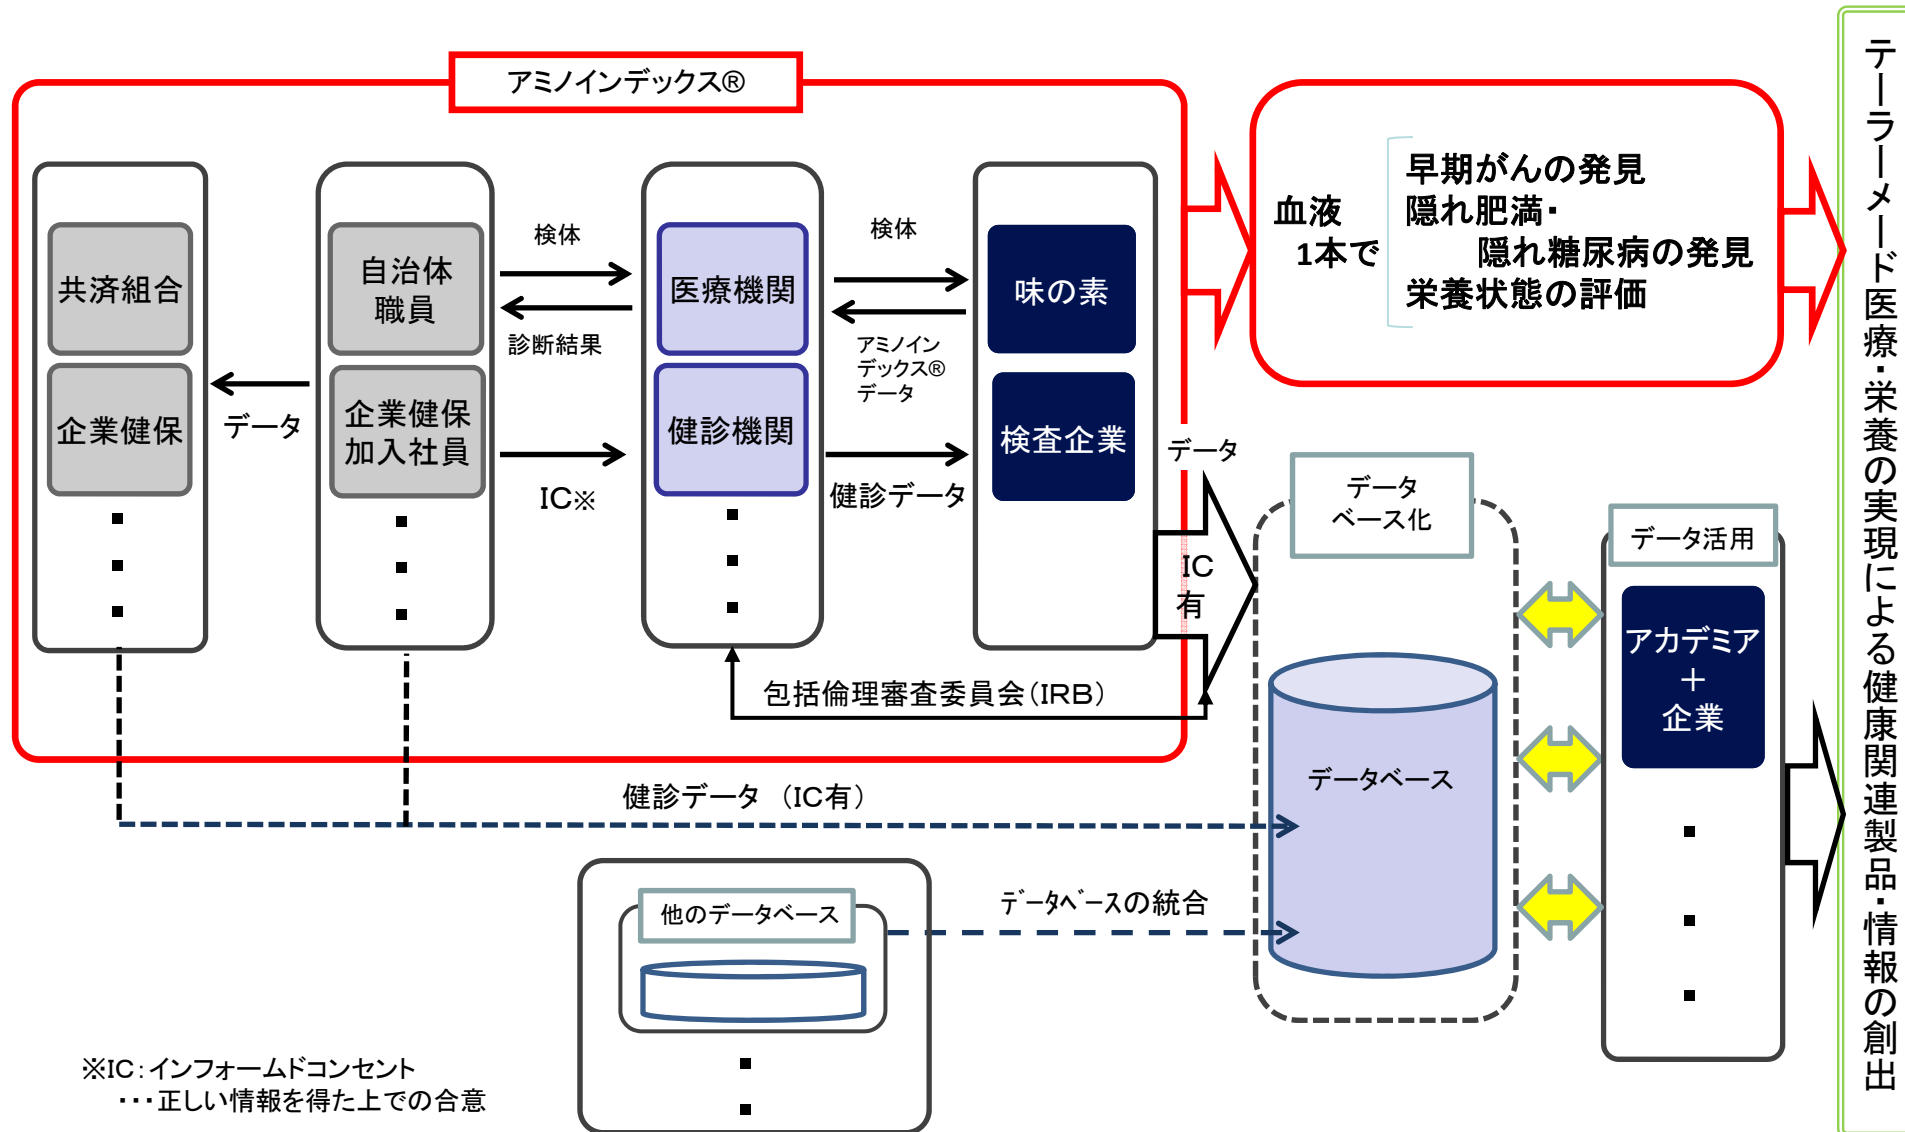 アミノインデックス®
共済組合
企業健保
データ
自治体
職員
企業健保
加入社員
検体
診断結果
IC※
医療機関
健診機関
検体
アミノイン
デックス®
データ
健診データ
味の素
検査企業
包括倫理審査委員会(IRB)
データ
IC
有
血液
1本で
早期がんの発見
隠れ肥満・
隠れ糖尿病の発見
栄養状態の評価
データ
ベース化
データベース
データ活用
アカデミア
+
企業
健診データ (IC有)
データベースの統合
他のデータベース
※IC:インフォームドコンセント
・・・正しい情報を得た上での合意
テーラーメード医療・栄養の実現による健康関連製品・情報の創出